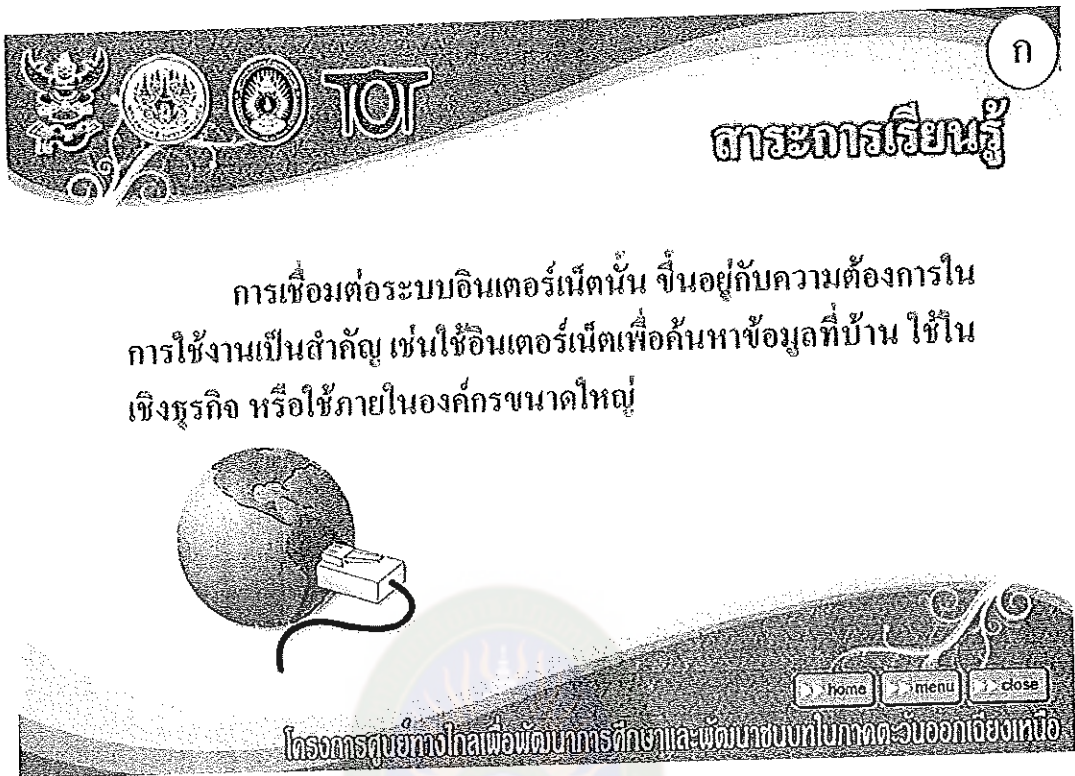 ก
TOT
สาระการเรียนรู้
การเชื่อมต่อระบบอินเตอร์เน็ตนั้น ขึ้นอยู่กับความต้องการใน
การใช้งานเป็นสำคัญ เช่นใช้อินเตอร์เน็ตเพื่อค้นหาข้อมูลที่บ้าน ใช้ใน
เชิงธุรกิจ หรือใช้ภายในองค์กรขนาดใหญ่
home menu close
โครงการศูนย์ทางไกลเพื่อพัฒนาการศึกษาและพัฒนาชนบทในภาคตะวันออกเฉียงเหนือ